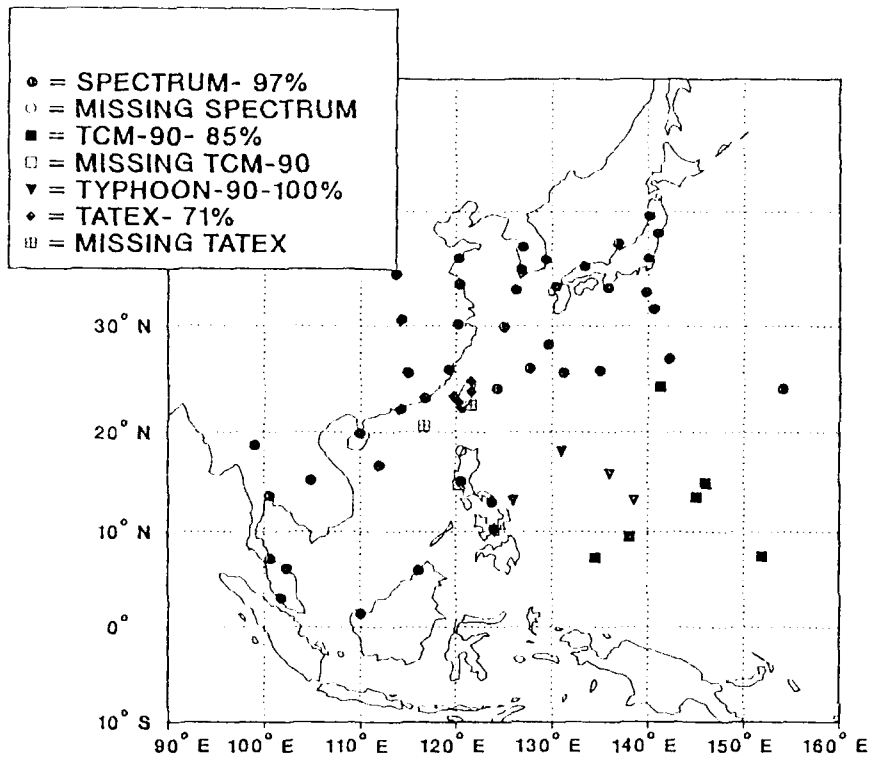 ● = SPECTRUM- 97%
○ = MISSING SPECTRUM
■ = TCM-90- 85%
□ = MISSING TCM-90
▼ = TYPHOON-90-100%
◆ = TATEX- 71%
⊞ = MISSING TATEX
30° N
20° N
10° N
0°
10° S
90° E 100° E 110° E 120° E 130° E 140° E 150° E 160° E